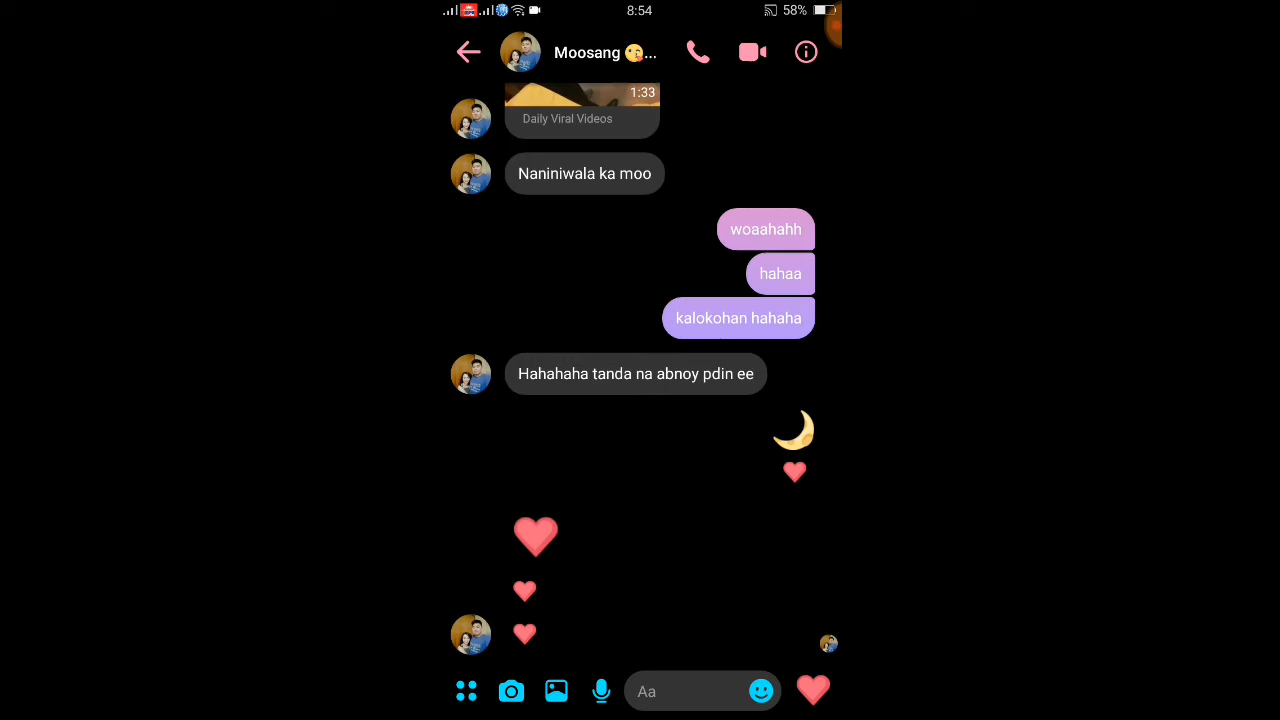 8:54
58%
Moosang 😘...
1:33
Daily Viral Videos
Naniniwala ka moo
woaahahh
hahaa
kalokohan hahaha
Hahahaha tanda na abnoy pdin ee
Aa